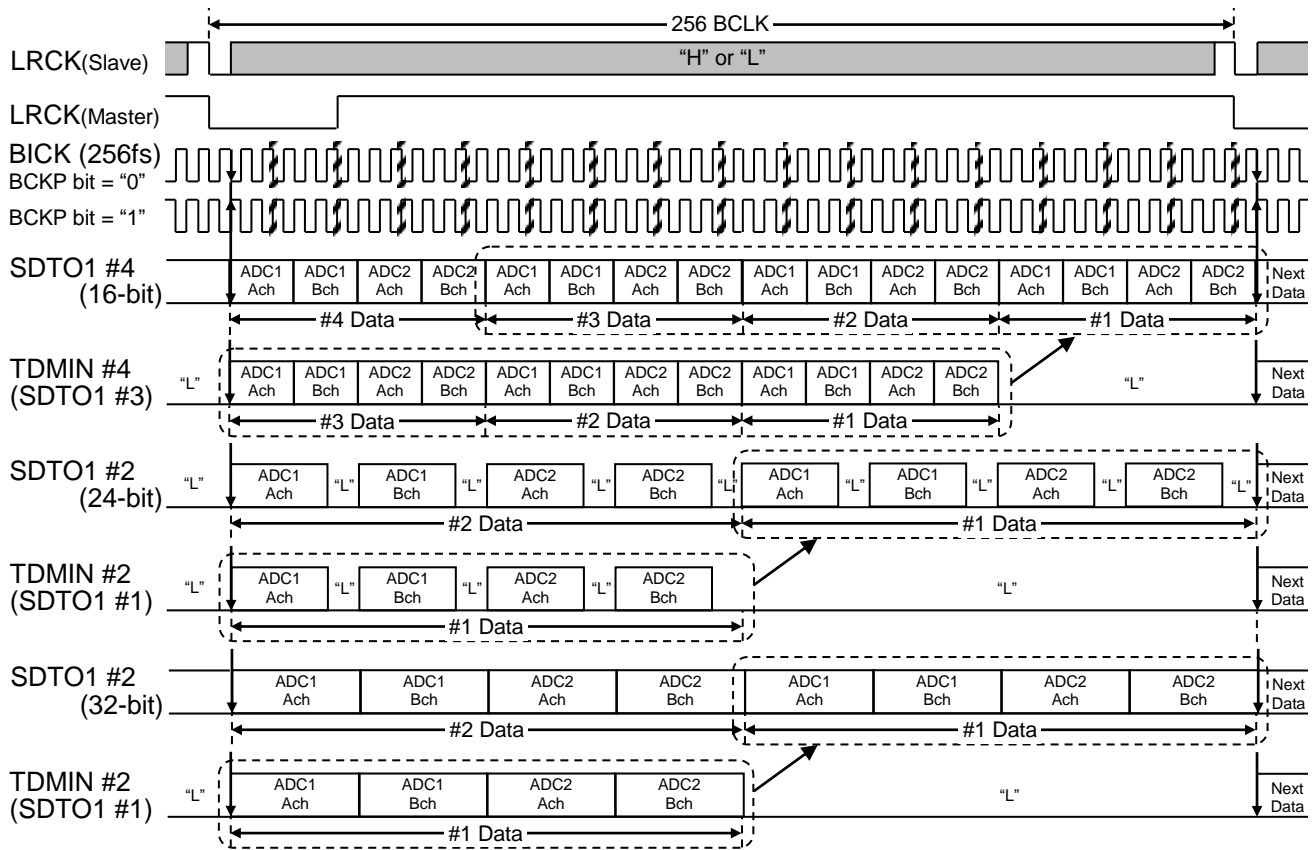 256 BCLK
LRCK(Slave)
“H” or “L”
LRCK(Master)
BICK (256fs)
BCKP bit = “0”
BCKP bit = “1”
SDTO1 #4
(16-bit)
ADC1 Ach ADC1 Bch ADC2 Ach ADC2 Bch ADC1 Ach ADC1 Bch ADC2 Ach ADC2 Bch ADC1 Ach ADC1 Bch ADC2 Ach ADC2 Bch ADC1 Ach ADC1 Bch ADC2 Ach ADC2 Bch Next Data
#4 Data #3 Data #2 Data #1 Data
TDMIN #4
(SDTO1 #3)
“L” ADC1 Ach ADC1 Bch ADC2 Ach ADC2 Bch ADC1 Ach ADC1 Bch ADC2 Ach ADC2 Bch ADC1 Ach ADC1 Bch ADC2 Ach ADC2 Bch “L” Next Data
#3 Data #2 Data #1 Data
SDTO1 #2
(24-bit)
“L” ADC1 Ach “L” ADC1 Bch “L” ADC2 Ach “L” ADC2 Bch “L” ADC1 Ach “L” ADC1 Bch “L” ADC2 Ach “L” ADC2 Bch “L” Next Data
#2 Data #1 Data
TDMIN #2
(SDTO1 #1)
“L” ADC1 Ach “L” ADC1 Bch “L” ADC2 Ach “L” ADC2 Bch “L” Next Data
#1 Data
SDTO1 #2
(32-bit)
ADC1 Ach ADC1 Bch ADC2 Ach ADC2 Bch ADC1 Ach ADC1 Bch ADC2 Ach ADC2 Bch Next Data
#2 Data #1 Data
TDMIN #2
(SDTO1 #1)
“L” ADC1 Ach ADC1 Bch ADC2 Ach ADC2 Bch “L” Next Data
#1 Data